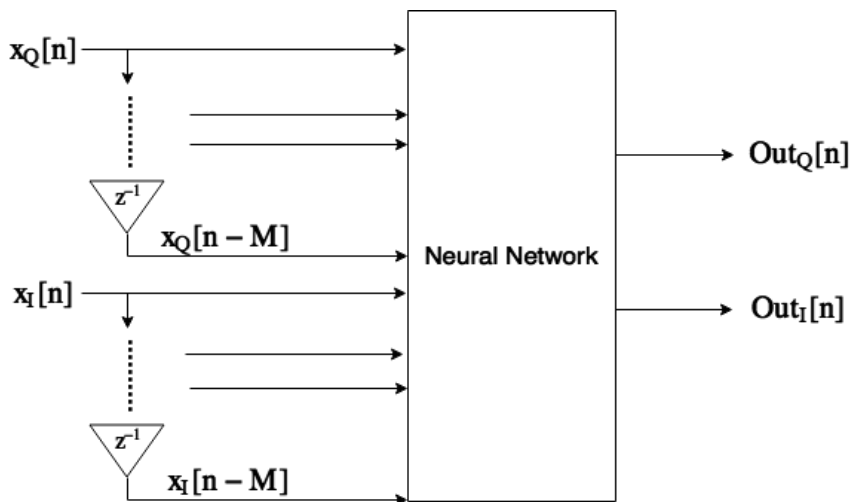 x_Q[n]
z⁻¹
x_Q[n − M]
x_I[n]
z⁻¹
x_I[n − M]
Neural Network
Out_Q[n]
Out_I[n]